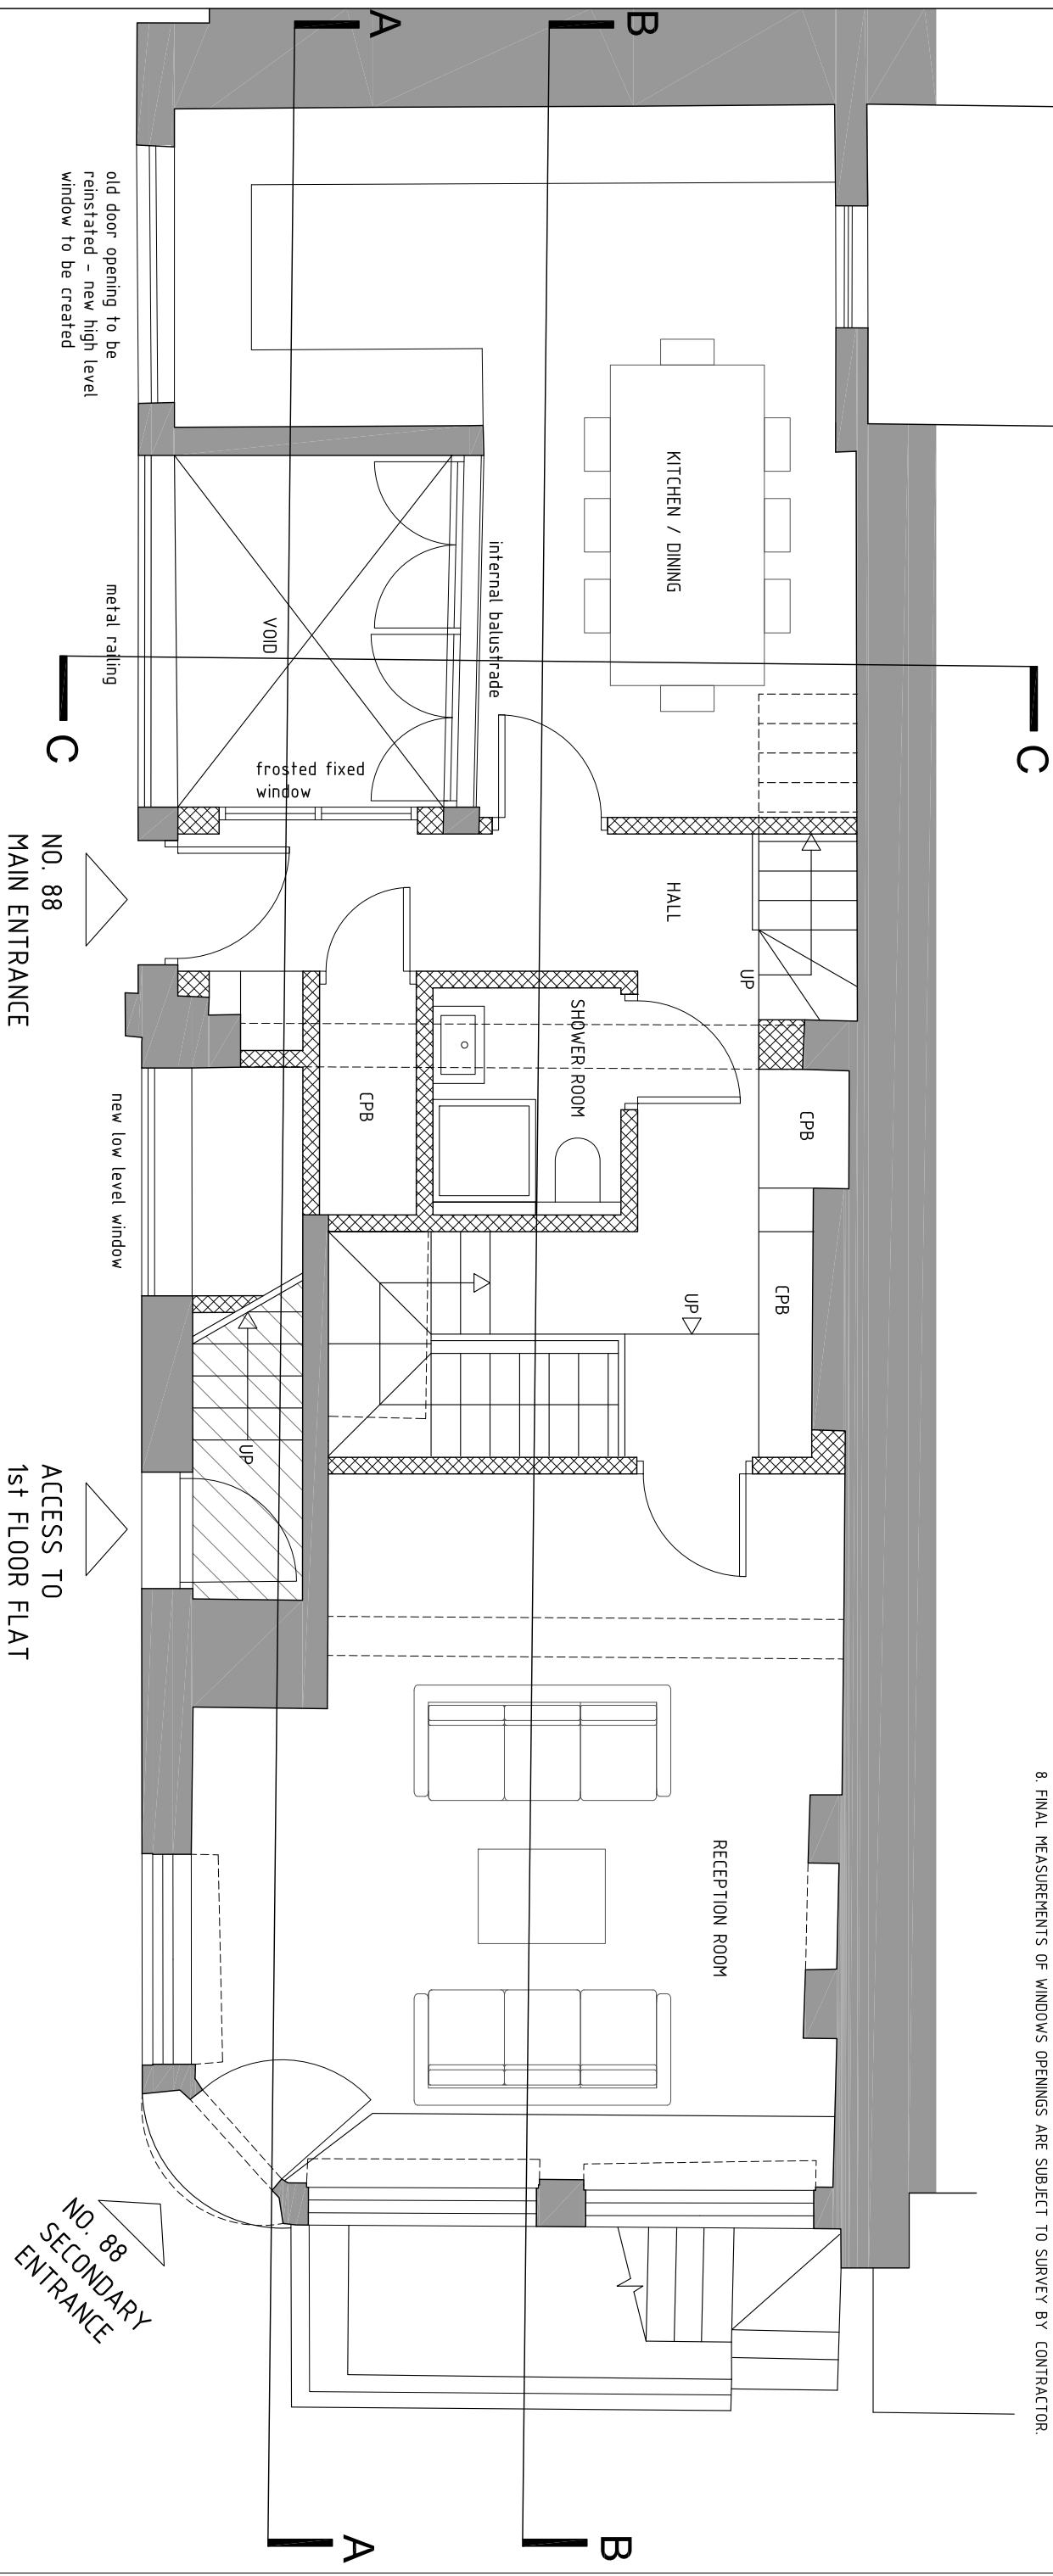 8. FINAL MEASUREMENTS OF WINDOWS OPENINGS ARE SUBJECT TO SURVEY BY CONTRACTOR.
A
B
C
C
KITCHEN / DINING
internal balustrade
VOID
frosted fixed
window
metal railing
old door opening to be
reinstated - new high level
window to be created
HALL
UP
SHOWER ROOM
CPB
CPB
CPB
UP
UP
new low level window
RECEPTION ROOM
NO. 88
MAIN ENTRANCE
ACCESS TO
1st FLOOR FLAT
NO. 88
SECONDARY
ENTRANCE
A
B